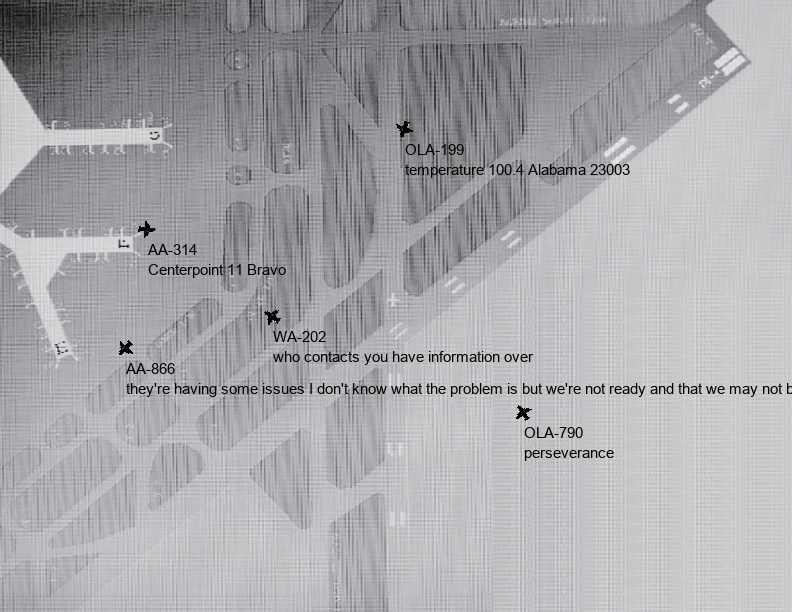 OLA-199
temperature 100.4 Alabama 23003
AA-314
Centerpoint 11 Bravo
WA-202
who contacts you have information over
AA-866
they're having some issues I don't know what the problem is but we're not ready and that we may not b
OLA-790
perseverance